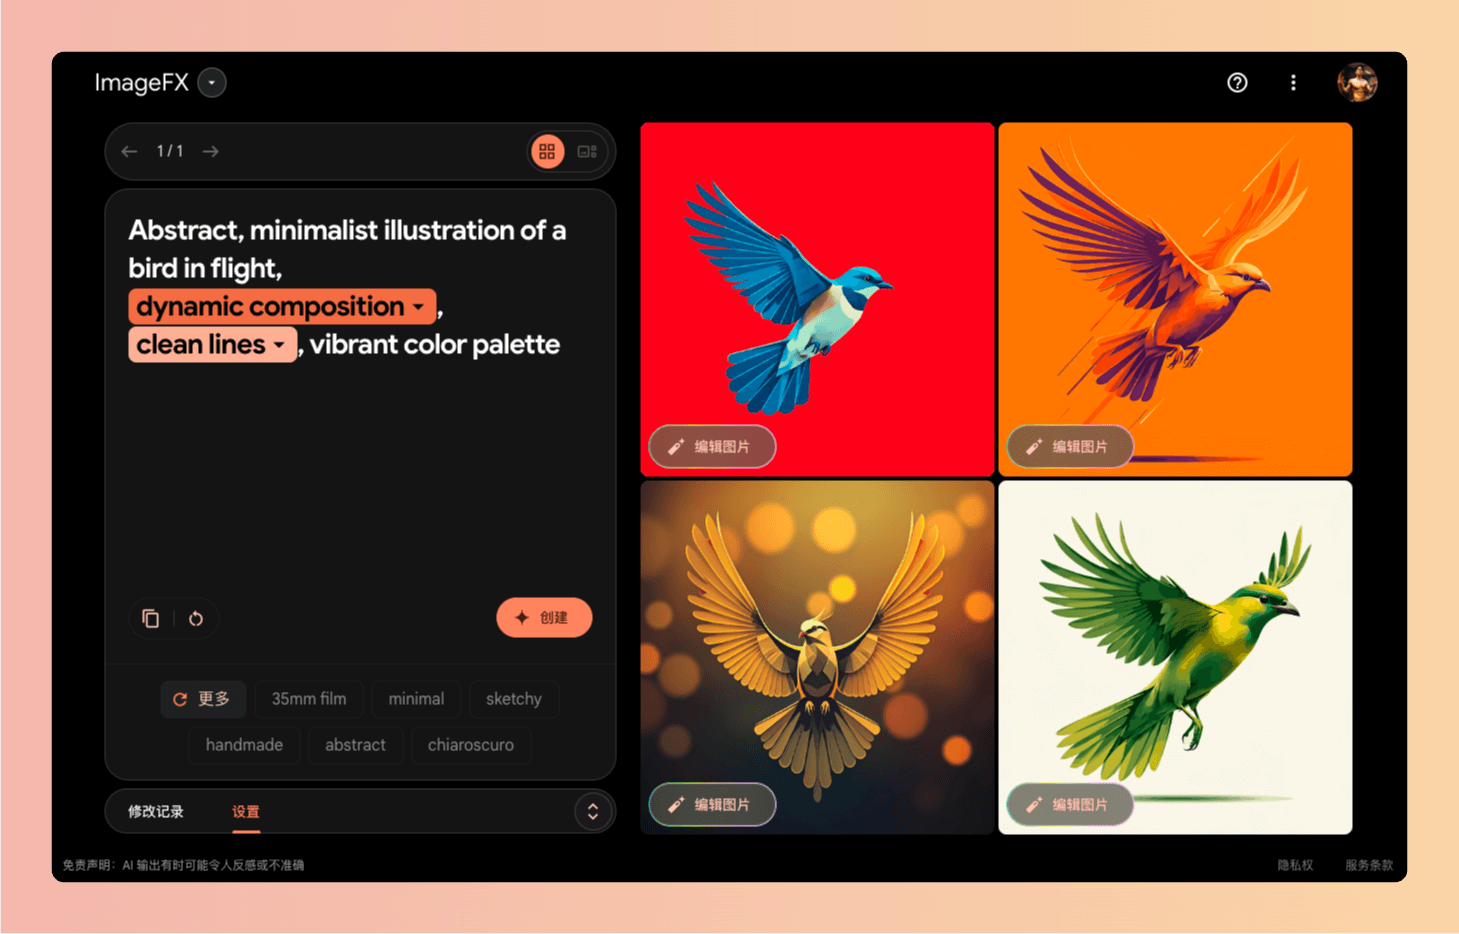 ImageFX
1 / 1
Abstract, minimalist illustration of a
bird in flight,
dynamic composition ,
clean lines , vibrant color palette
创建
更多 35mm film minimal sketchy
handmade abstract chiaroscuro
修改记录 设置
编辑图片 编辑图片
编辑图片 编辑图片
免责声明：AI 输出有时可能令人反感或不准确
隐私权 服务条款